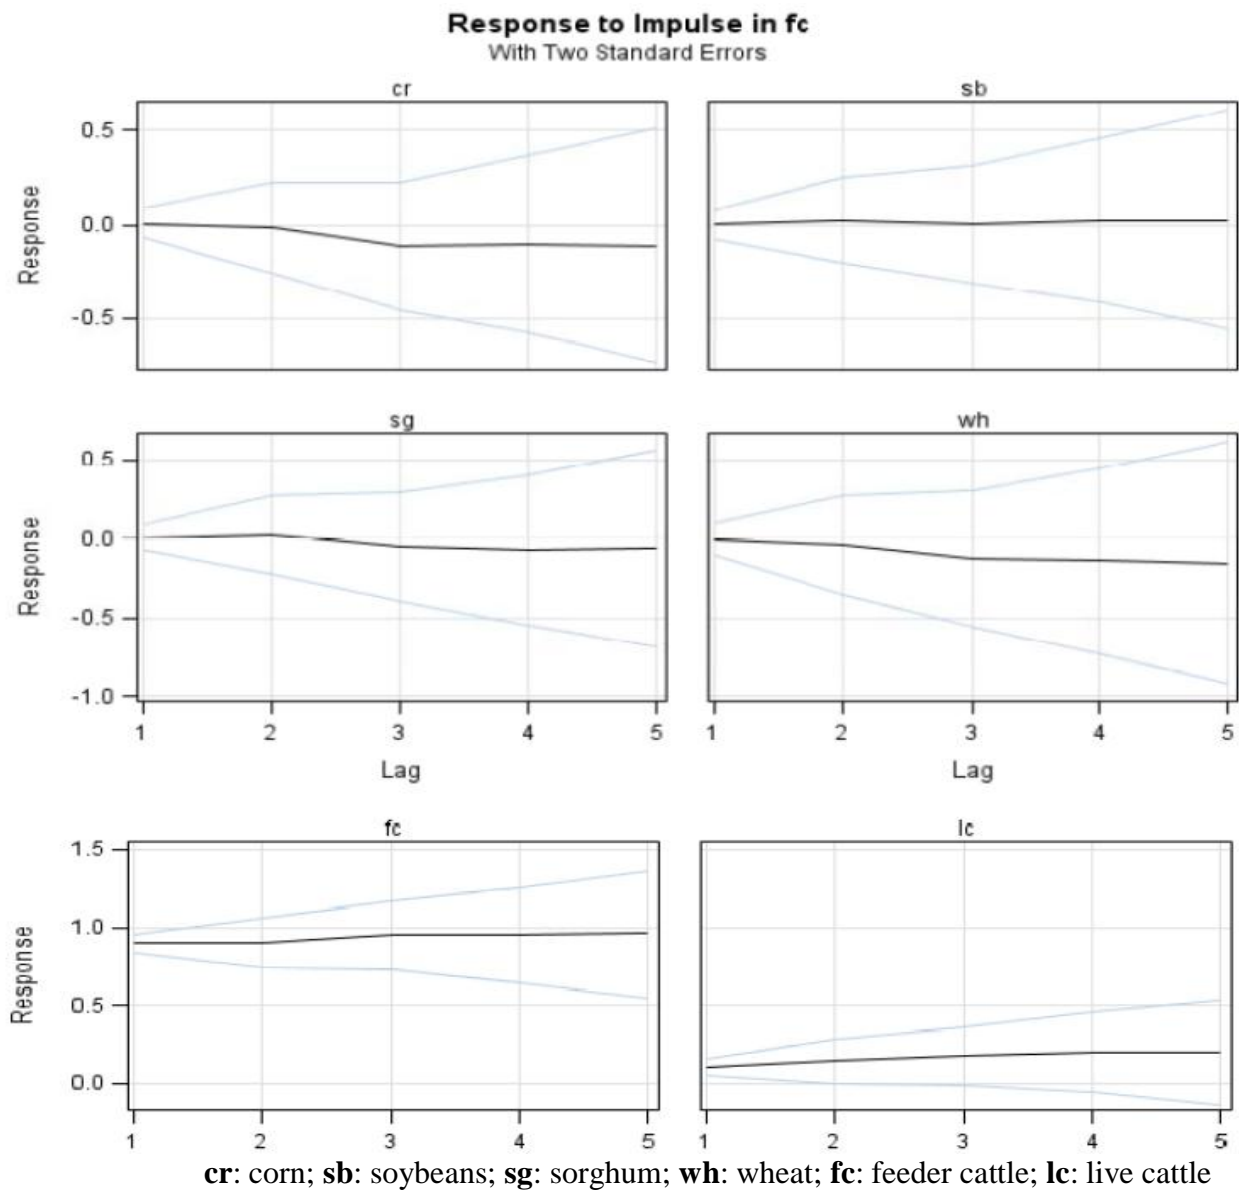 Response to Impulse in fc
With Two Standard Errors
cr
sb
Response
0.5
0.0
-0.5
sg
wh
Response
0.5
0.0
-0.5
-1.0
1 2 3 4 5
1 2 3 4 5
Lag
Lag
fc
lc
Response
1.5
1.0
0.5
0.0
1 2 3 4 5
1 2 3 4 5
cr: corn; sb: soybeans; sg: sorghum; wh: wheat; fc: feeder cattle; lc: live cattle